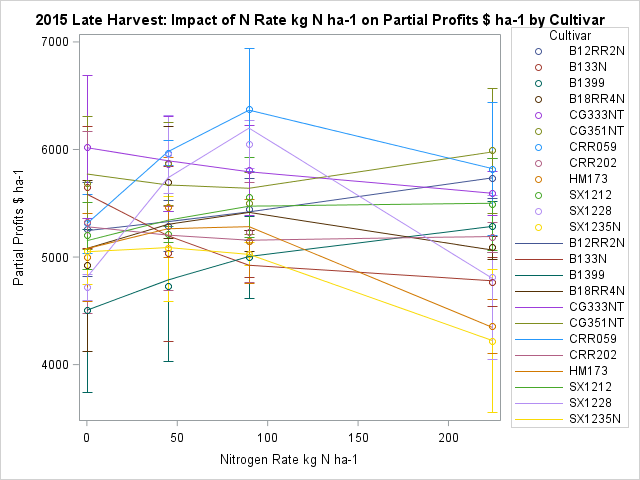 2015 Late Harvest: Impact of N Rate kg N ha-1 on Partial Profits $ ha-1 by Cultivar
7000
6000
5000
4000
Partial Profits $ ha-1
0
50
100
150
200
Nitrogen Rate kg N ha-1
Cultivar
B12RR2N
B133N
B1399
B18RR4N
CG333NT
CG351NT
CRR059
CRR202
HM173
SX1212
SX1228
SX1235N
B12RR2N
B133N
B1399
B18RR4N
CG333NT
CG351NT
CRR059
CRR202
HM173
SX1212
SX1228
SX1235N